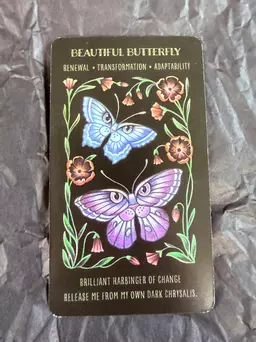 BEAUTIFUL BUTTERFLY
RENEWAL • TRANSFORMATION • ADAPTABILITY
BRILLIANT HARBINGER OF CHANGE
RELEASE ME FROM MY OWN DARK CHRYSALIS.